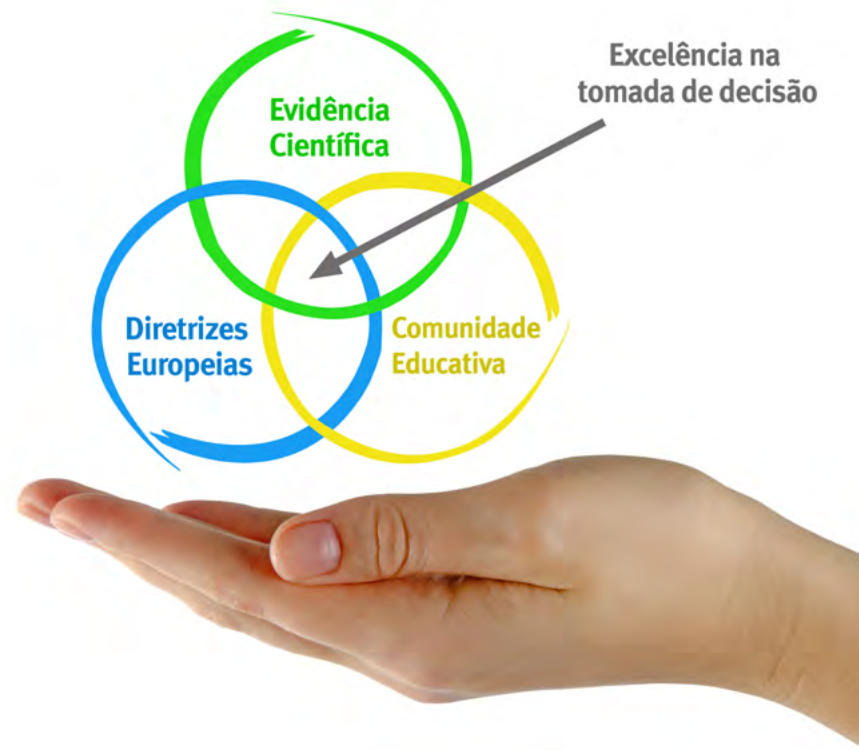 Excelência na
tomada de decisão
Evidência
Científica
Diretrizes
Europeias
Comunidade
Educativa